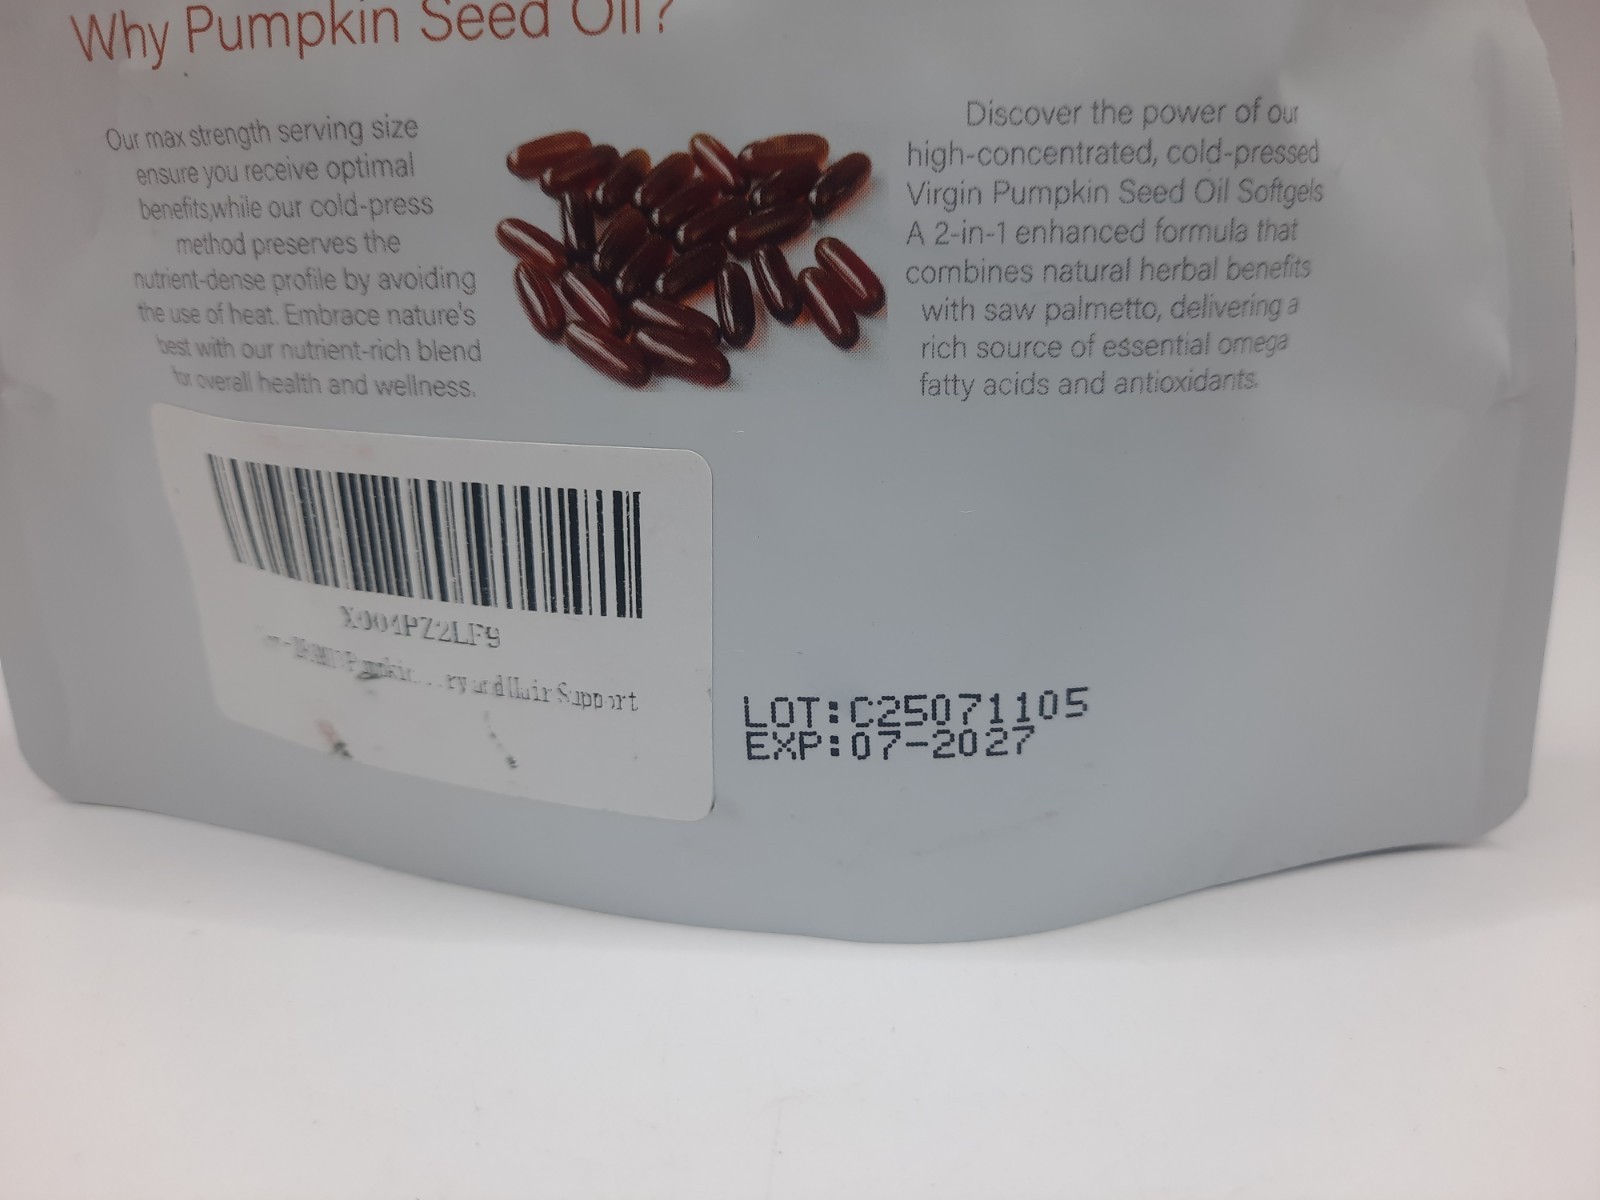 Why Pumpkin Seed Oil?
Our max strength serving size
ensure you receive optimal
benefits,while our cold-press
method preserves the
nutrient-dense profile by avoiding
the use of heat. Embrace nature's
best with our nutrient-rich blend
for overall health and wellness.
Discover the power of our
high-concentrated, cold-pressed
Virgin Pumpkin Seed Oil Softgels
A 2-in-1 enhanced formula that
combines natural herbal benefits
with saw palmetto, delivering a
rich source of essential omega
fatty acids and antioxidants.
X004PZ2LF9
Pumpkin...ry and Hair Support
LOT:C25071105
EXP:07-2027